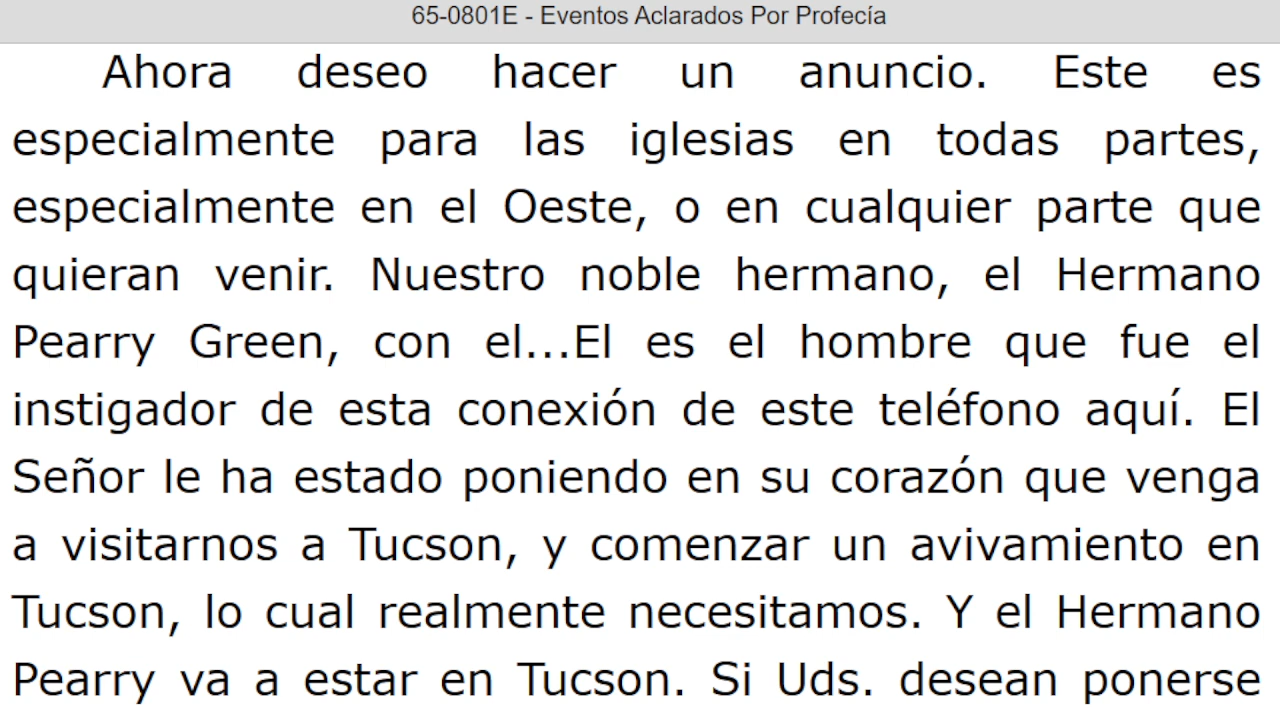 65-0801E - Eventos Aclarados Por Profecía
Ahora deseo hacer un anuncio. Este es
especialmente para las iglesias en todas partes,
especialmente en el Oeste, o en cualquier parte que
quieran venir. Nuestro noble hermano, el Hermano
Pearry Green, con el...El es el hombre que fue el
instigador de esta conexión de este teléfono aquí. El
Señor le ha estado poniendo en su corazón que venga
a visitarnos a Tucson, y comenzar un avivamiento en
Tucson, lo cual realmente necesitamos. Y el Hermano
Pearry va a estar en Tucson. Si Uds. desean ponerse